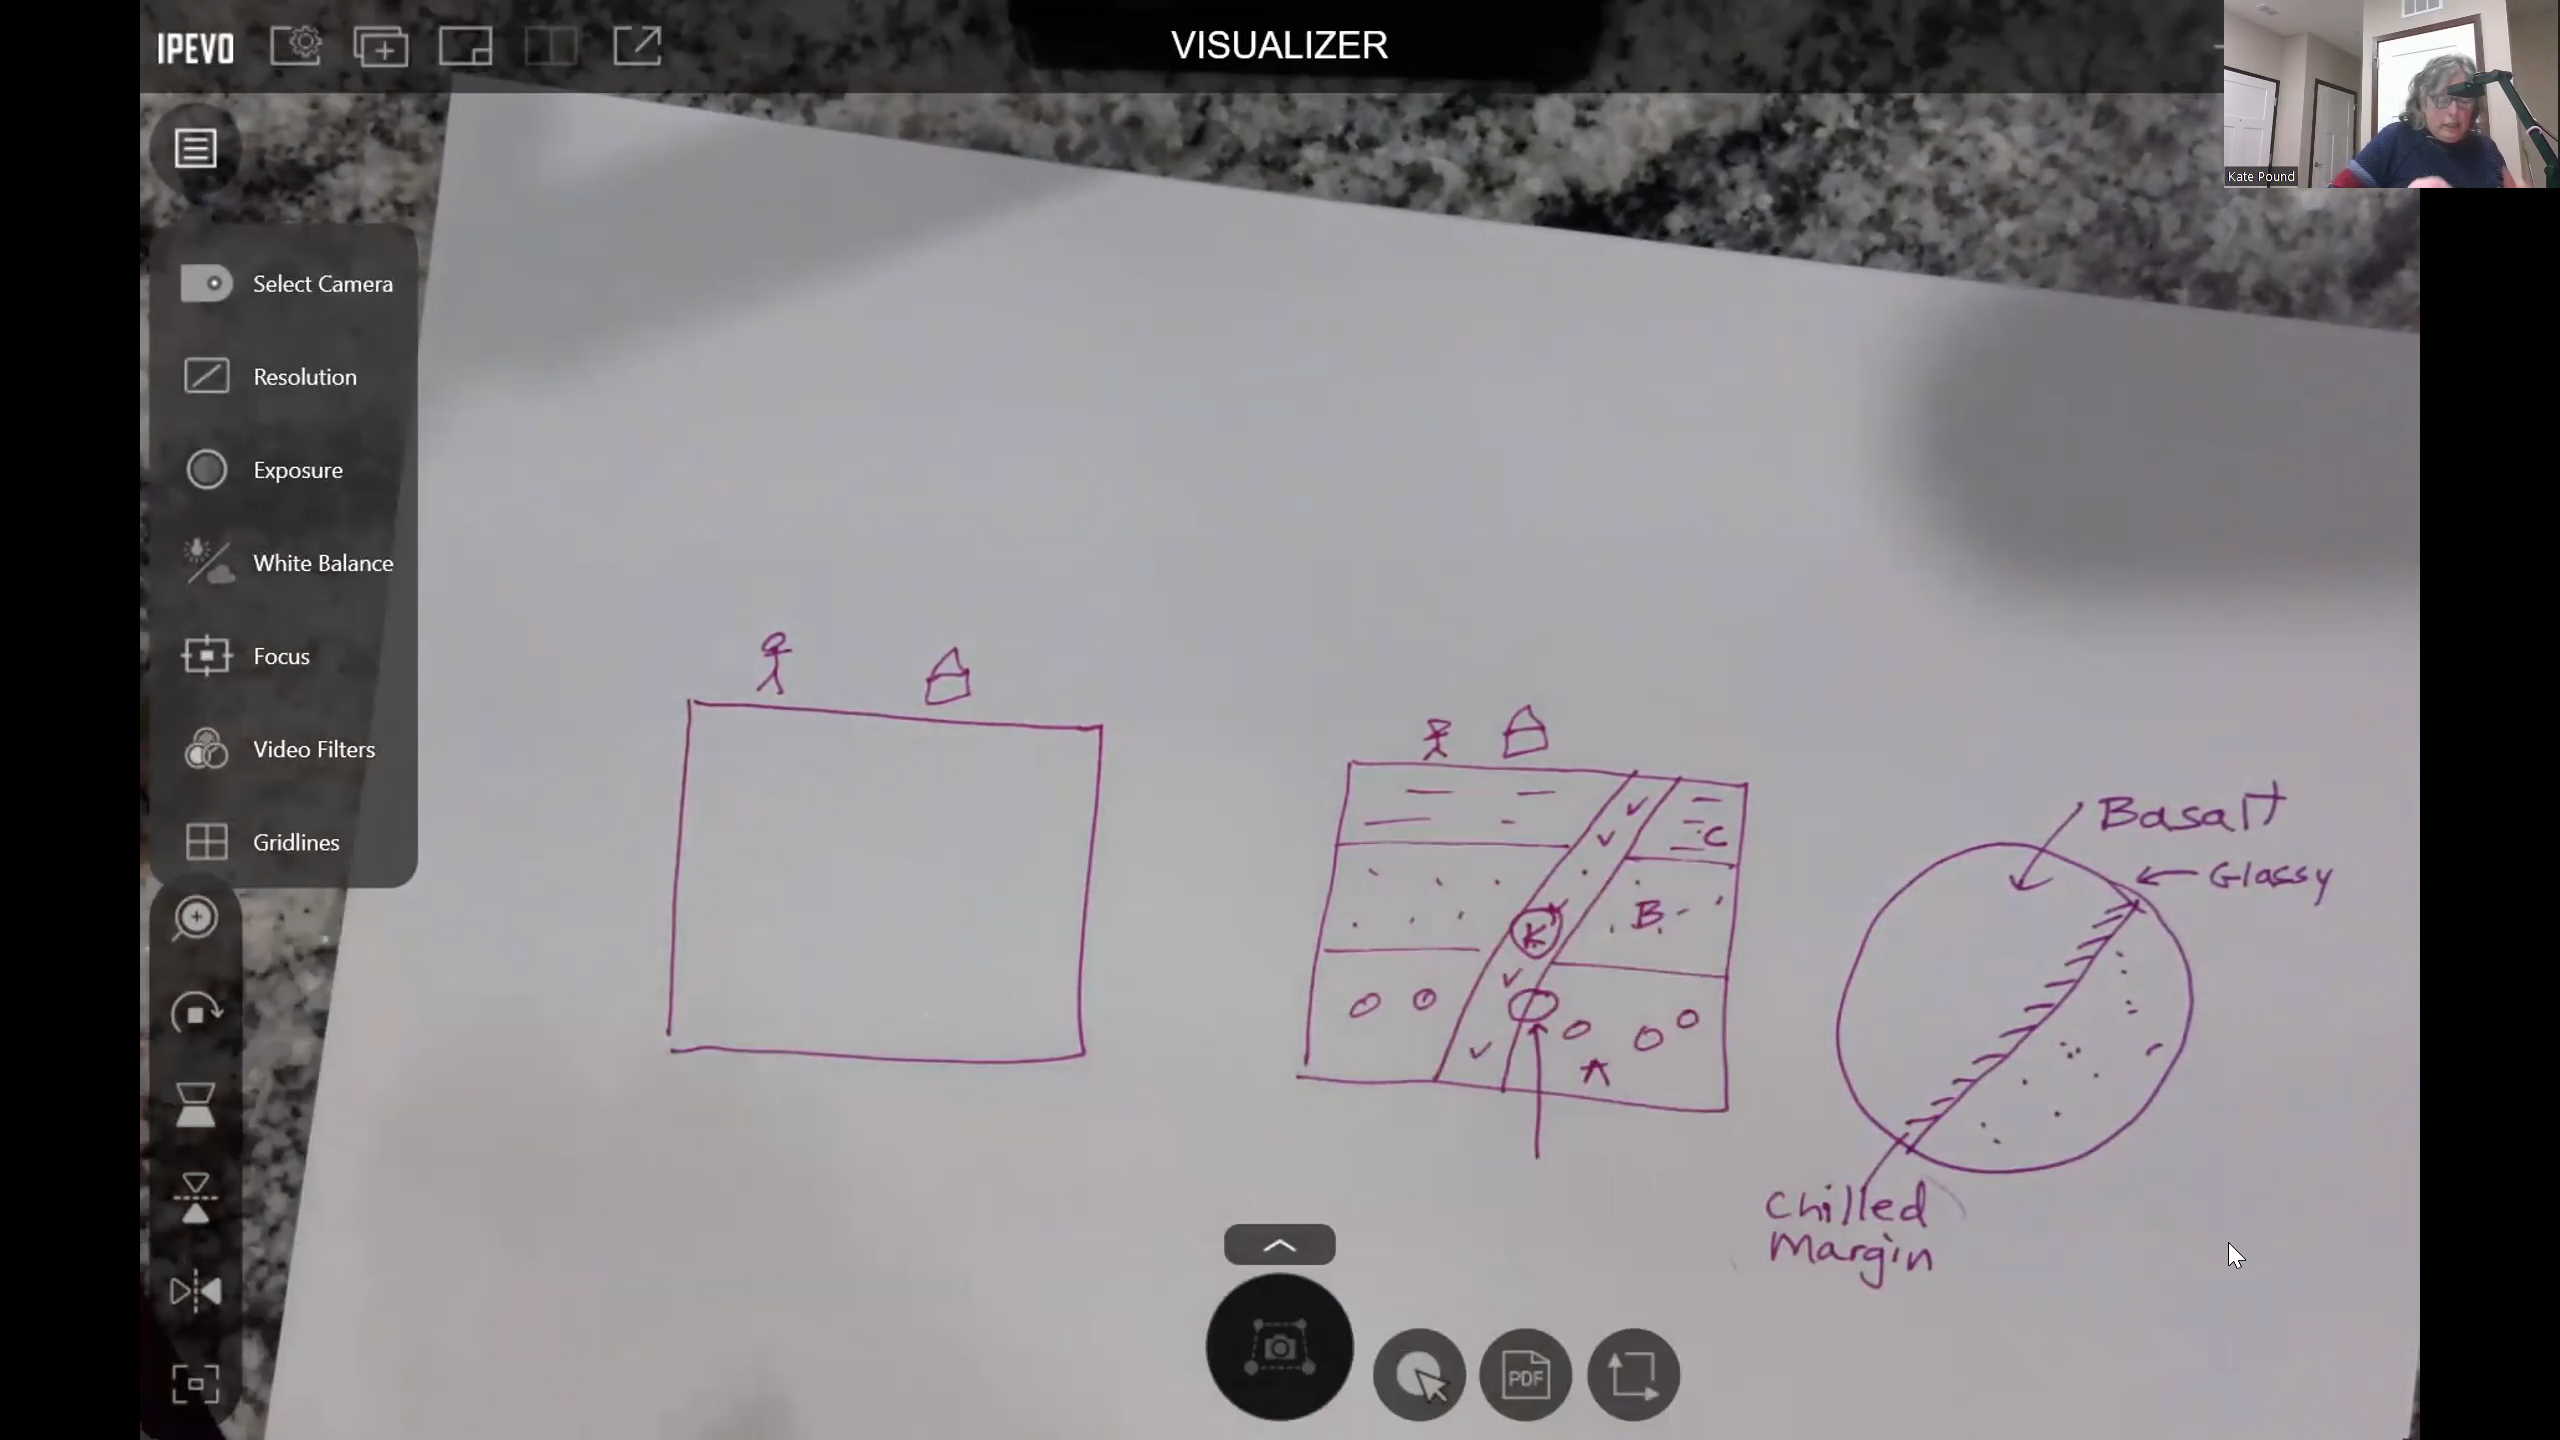 IPEVO
VISUALIZER
Kate Pound
Select Camera
Resolution
Exposure
White Balance
Focus
Video Filters
Gridlines
C
B
K
A
Basalt
Glassy
Chilled
Margin
PDF